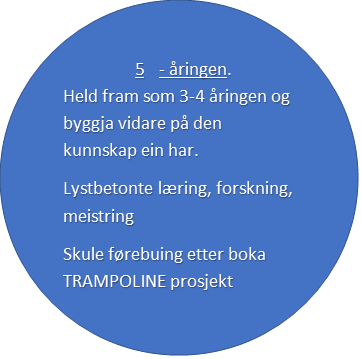 5 - åringen.
Held fram som 3-4 åringen og
byggja vidare på den
kunnskap ein har.
Lystbetonte læring, forskning,
meistring
Skule førebuing etter boka
TRAMPOLINE prosjekt